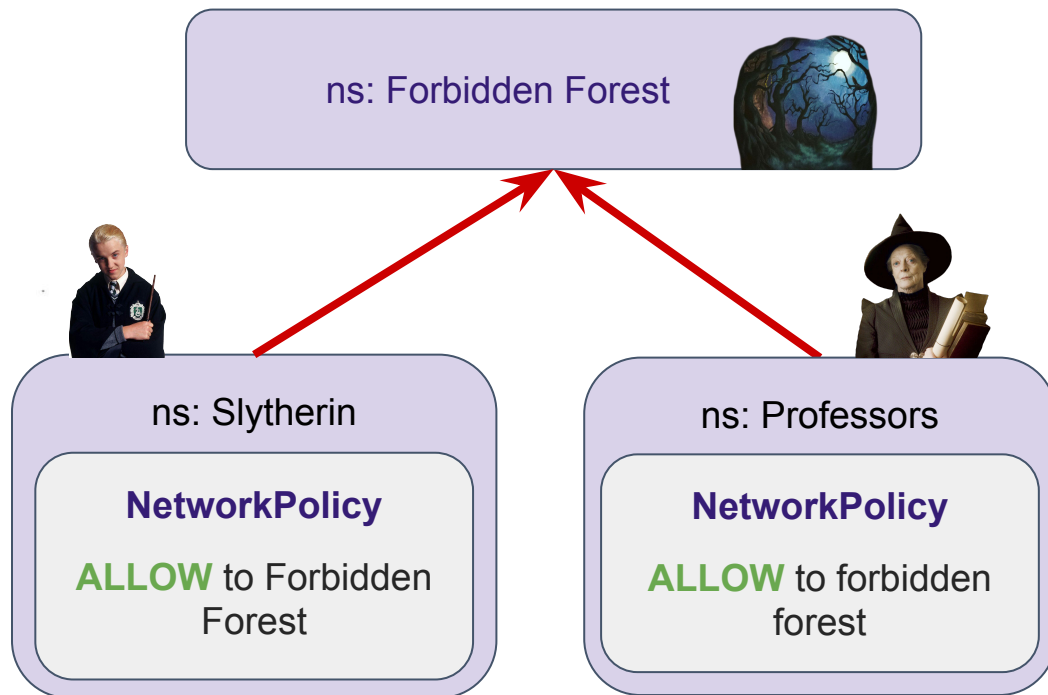 ns: Forbidden Forest
ns: Slytherin
NetworkPolicy
ALLOW to Forbidden
Forest
ns: Professors
NetworkPolicy
ALLOW to forbidden
forest